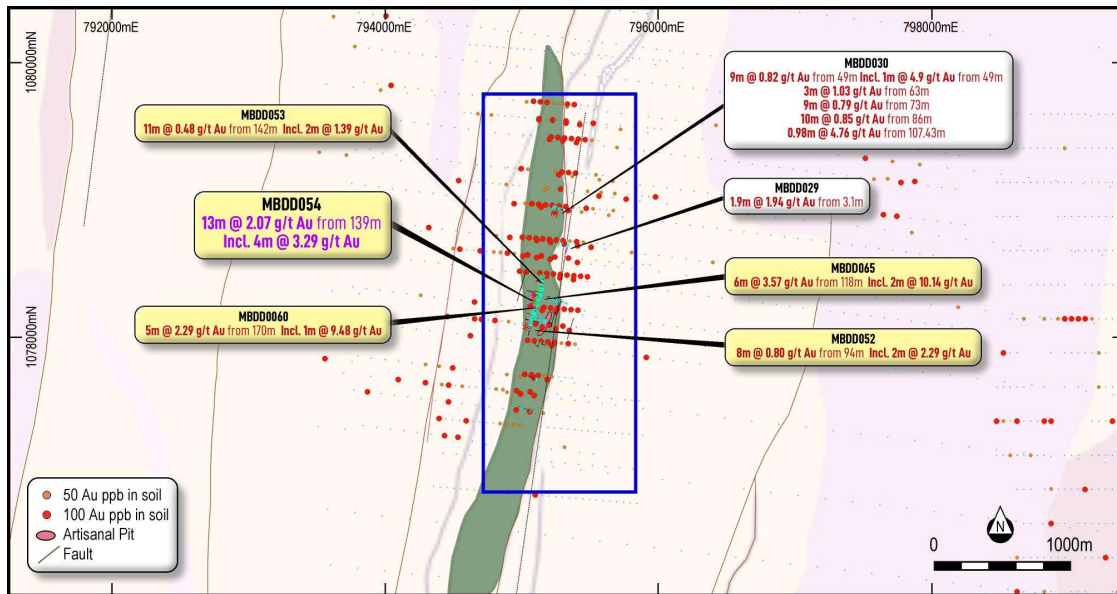 792000mE
794000mE
796000mE
798000mE
1080000mN
1078000mN
MBDD053
11m @ 0.48 g/t Au from 142m Incl. 2m @ 1.39 g/t Au
MBDD054
13m @ 2.07 g/t Au from 139m
Incl. 4m @ 3.29 g/t Au
MBDD0060
5m @ 2.29 g/t Au from 170m Incl. 1m @ 9.48 g/t Au
MBDD030
9m @ 0.82 g/t Au from 49m Incl. 1m @ 4.9 g/t Au from 49m
3m @ 1.03 g/t Au from 63m
9m @ 0.79 g/t Au from 73m
10m @ 0.85 g/t Au from 86m
0.98m @ 4.76 g/t Au from 107.43m
MBDD029
1.9m @ 1.94 g/t Au from 3.1m
MBDD065
6m @ 3.57 g/t Au from 118m Incl. 2m @ 10.14 g/t Au
MBDD052
8m @ 0.80 g/t Au from 94m Incl. 2m @ 2.29 g/t Au
50 Au ppb in soil
100 Au ppb in soil
Artisanal Pit
Fault
N
0 1000m